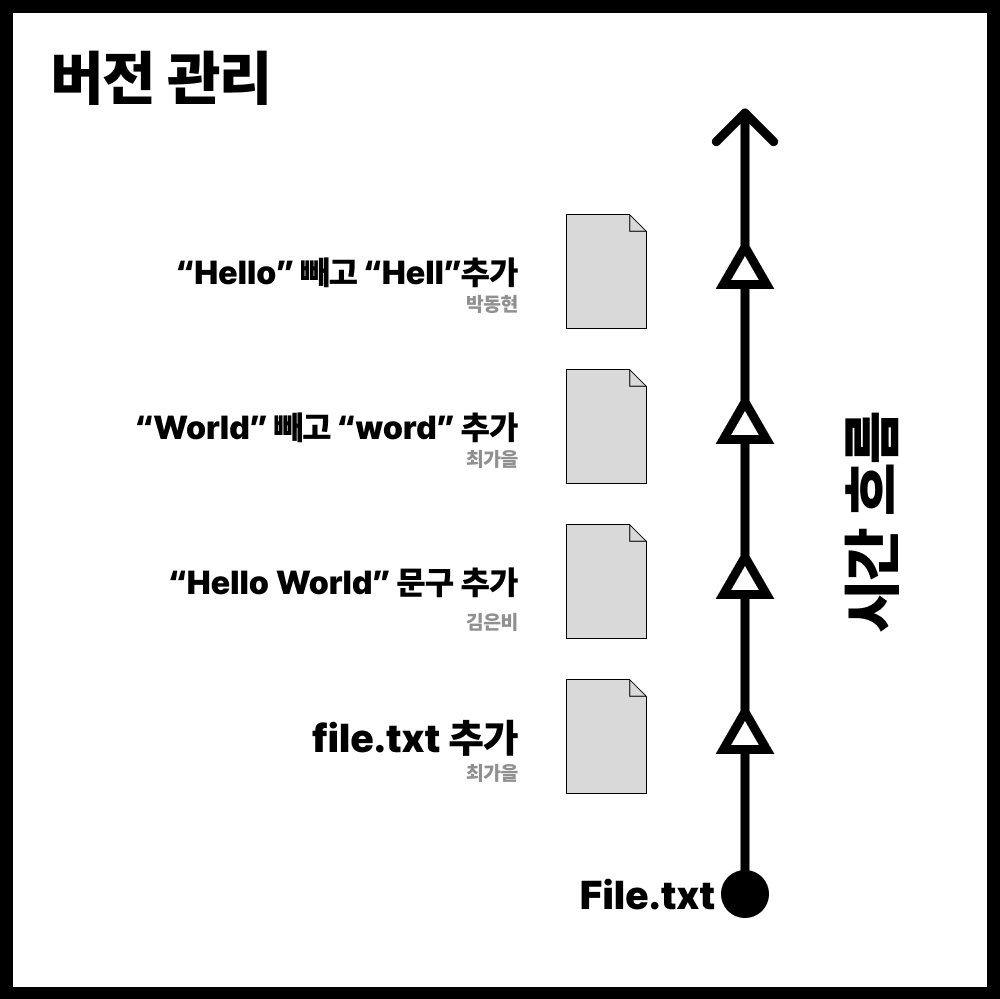 버전 관리
“Hello” 빼고 “Hell”추가
박동현
“World” 빼고 “word” 추가
최가을
“Hello World” 문구 추가
김은비
file.txt 추가
최가을
File.txt
시간 흐름